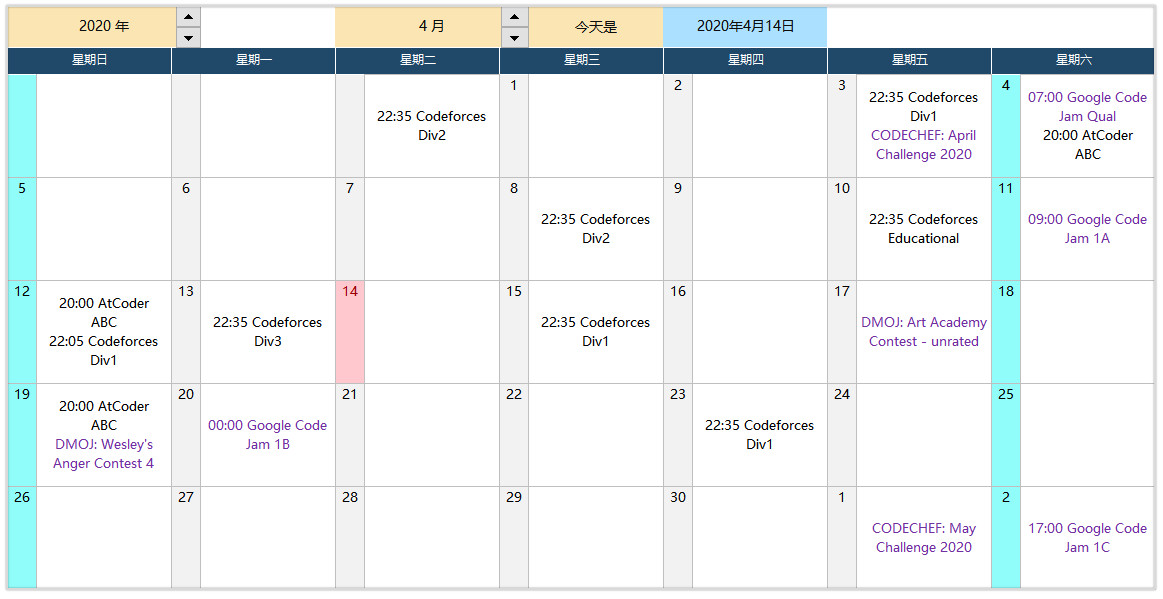 2020 年
4 月
今天是
2020年4月14日
星期日
星期一
星期二
星期三
星期四
星期五
星期六
22:35 Codeforces
Div2
1
2
3
22:35 Codeforces
Div1
CODECHEF: April
Challenge 2020
4
07:00 Google Code
Jam Qual
20:00 AtCoder
ABC
5
6
7
8
22:35 Codeforces
Div2
9
10
22:35 Codeforces
Educational
11
09:00 Google Code
Jam 1A
12
20:00 AtCoder
ABC
22:05 Codeforces
Div1
13
22:35 Codeforces
Div3
14
15
22:35 Codeforces
Div1
16
17
DMOJ: Art Academy
Contest - unrated
18
19
20:00 AtCoder
ABC
DMOJ: Wesley's
Anger Contest 4
20
00:00 Google Code
Jam 1B
21
22
23
22:35 Codeforces
Div1
24
25
26
27
28
29
30
1
CODECHEF: May
Challenge 2020
2
17:00 Google Code
Jam 1C